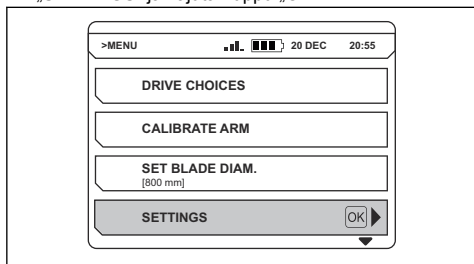 >MENU 20 DEC 20:55
DRIVE CHOICES
CALIBRATE ARM
SET BLADE DIAM.
[800 mm]
SETTINGS OK